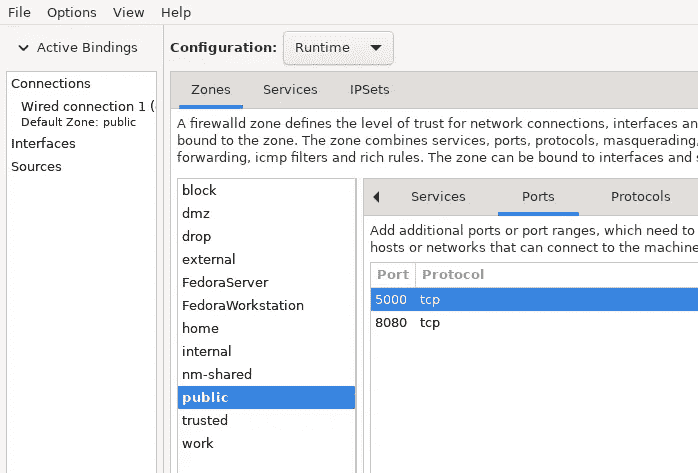 File Options View Help
Active Bindings
Configuration: Runtime
Connections
Wired connection 1 (
Default Zone: public
Interfaces
Sources
Zones Services IPSets
A firewalld zone defines the level of trust for network connections, interfaces an
bound to the zone. The zone combines services, ports, protocols, masquerading,
forwarding, icmp filters and rich rules. The zone can be bound to interfaces and
block
dmz
drop
external
FedoraServer
FedoraWorkstation
home
internal
nm-shared
public
trusted
work
Services Ports Protocols
Add additional ports or port ranges, which need to
hosts or networks that can connect to the machine
Port Protocol
5000 tcp
8080 tcp